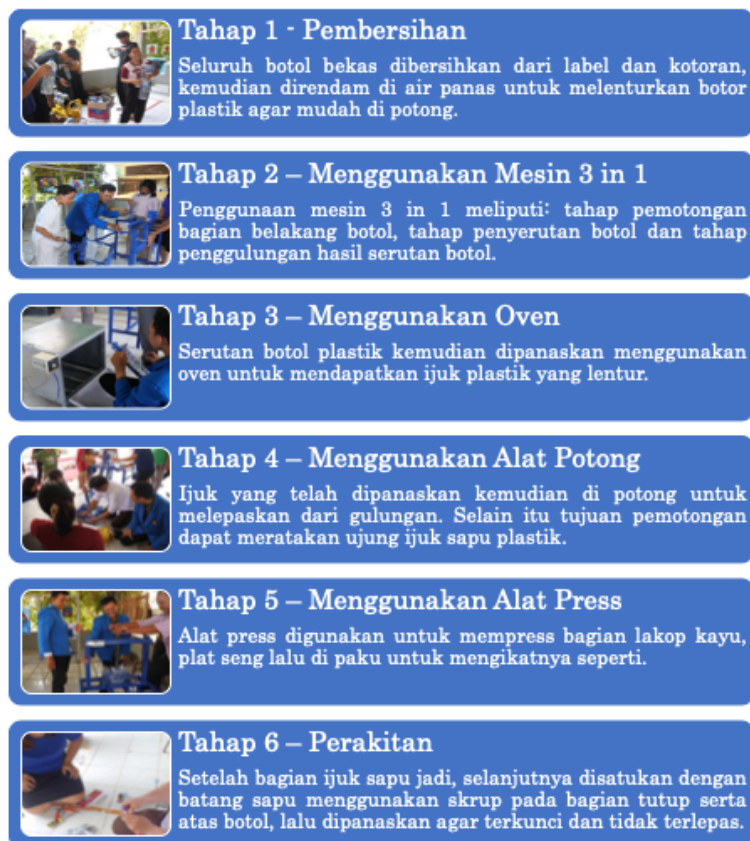 Tahap 1 - Pembersihan
Seluruh botol bekas dibersihkan dari label dan kotoran,
kemudian direndam di air panas untuk melenturkan botor
plastik agar mudah di potong.
Tahap 2 – Menggunakan Mesin 3 in 1
Penggunaan mesin 3 in 1 meliputi: tahap pemotongan
bagian belakang botol, tahap penyerutan botol dan tahap
penggulungan hasil serutan botol.
Tahap 3 – Menggunakan Oven
Serutan botol plastik kemudian dipanaskan menggunakan
oven untuk mendapatkan ijuk plastik yang lentur.
Tahap 4 – Menggunakan Alat Potong
Ijuk yang telah dipanaskan kemudian di potong untuk
melepaskan dari gulungan. Selain itu tujuan pemotongan
dapat meratakan ujung ijuk sapu plastik.
Tahap 5 – Menggunakan Alat Press
Alat press digunakan untuk mempress bagian lakop kayu,
plat seng lalu di paku untuk mengikatnya seperti.
Tahap 6 – Perakitan
Setelah bagian ijuk sapu jadi, selanjutnya disatukan dengan
batang sapu menggunakan skrup pada bagian tutup serta
atas botol, lalu dipanaskan agar terkunci dan tidak terlepas.